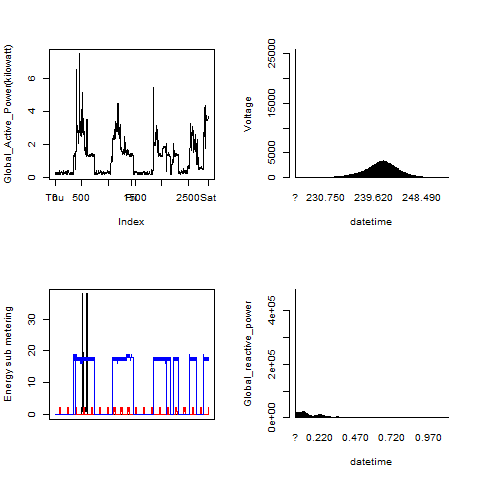 Global_Active_Power(kilowatt)
0 2 4 6
0 500 1500 2500
Thu Fri Sat
Index
Voltage
0 5000 15000 25000
? 230.750 239.620 248.490
datetime
Energy sub metering
0 10 20 30
Global_reactive_power
0e+00 2e+05 4e+05
? 0.220 0.470 0.720 0.970
datetime